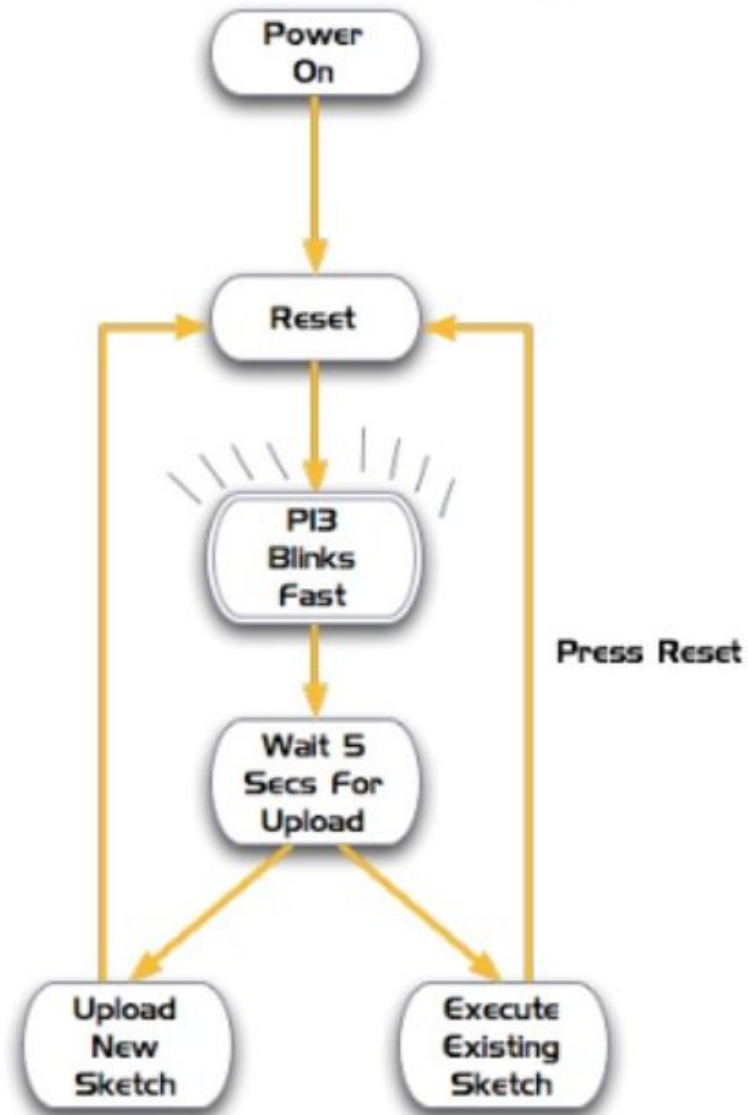 Power
On
Reset
P13
Blinks
Fast
Press Reset
Wait 5
Secs For
Upload
Upload
New
Sketch
Execute
Existing
Sketch